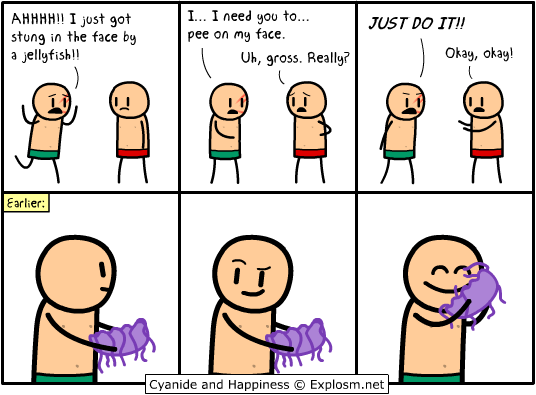 AHHHH!! I just got
stung in the face by
a jellyfish!!
I... I need you to...
pee on my face.
Uh, gross. Really?
JUST DO IT!!
Okay, okay!
Earlier:
Cyanide and Happiness © Explosm.net